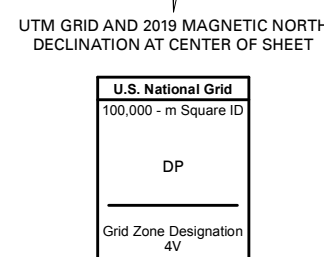 UTM GRID AND 2019 MAGNETIC NORTH
DECLINATION AT CENTER OF SHEET
U.S. National Grid
100,000 - m Square ID
DP
Grid Zone Designation
4V